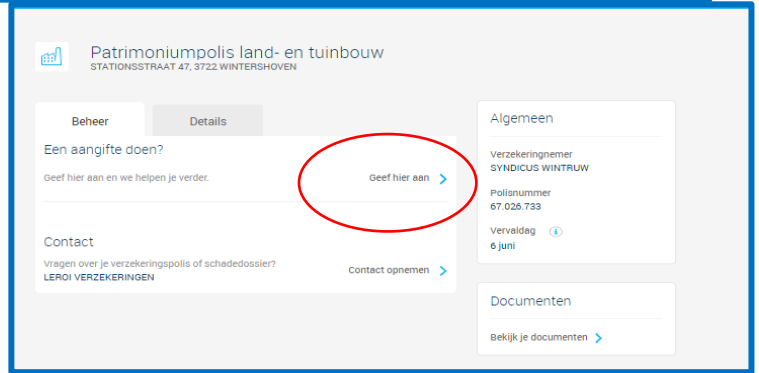 Patrimoniumpolis land- en tuinbouw
STATIONSSTRAAT 47, 3722 WINTERSHOVEN
Beheer
Details
Een aangifte doen?
Geef hier aan en we helpen je verder.
Geef hier aan
Contact
Vragen over je verzekeringspolis of schadedossier?
LEROI VERZEKERINGEN
Contact opnemen
Algemeen
Verzekeringnemer
SYNDICUS WINTRUW
Polisnummer
67.026.733
Vervaldag
6 juni
Documenten
Bekijk je documenten